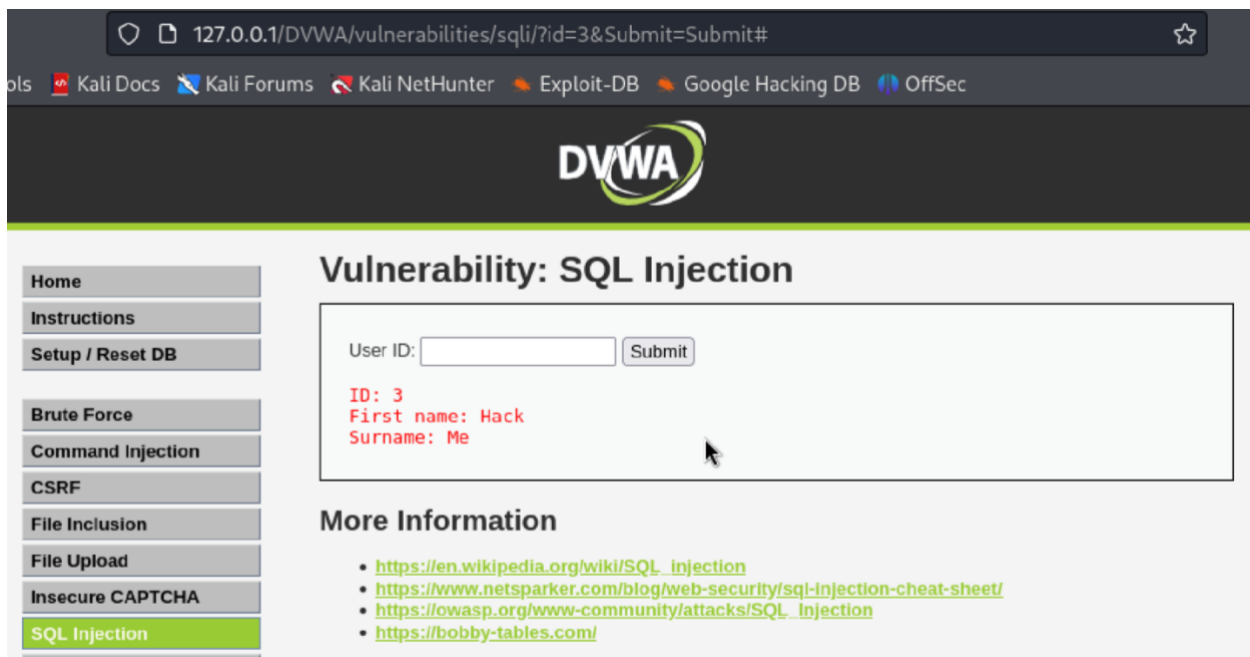 127.0.0.1/DVWA/vulnerabilities/sqli/?id=3&Submit=Submit#
ols Kali Docs Kali Forums Kali NetHunter Exploit-DB Google Hacking DB OffSec
DVWA
Home
Instructions
Setup / Reset DB
Brute Force
Command Injection
CSRF
File Inclusion
File Upload
Insecure CAPTCHA
SQL Injection
Vulnerability: SQL Injection
User ID: Submit
ID: 3
First name: Hack
Surname: Me
More Information
https://en.wikipedia.org/wiki/SQL_injection
https://www.netsparker.com/blog/web-security/sql-injection-cheat-sheet/
https://owasp.org/www-community/attacks/SQL_Injection
https://bobby-tables.com/